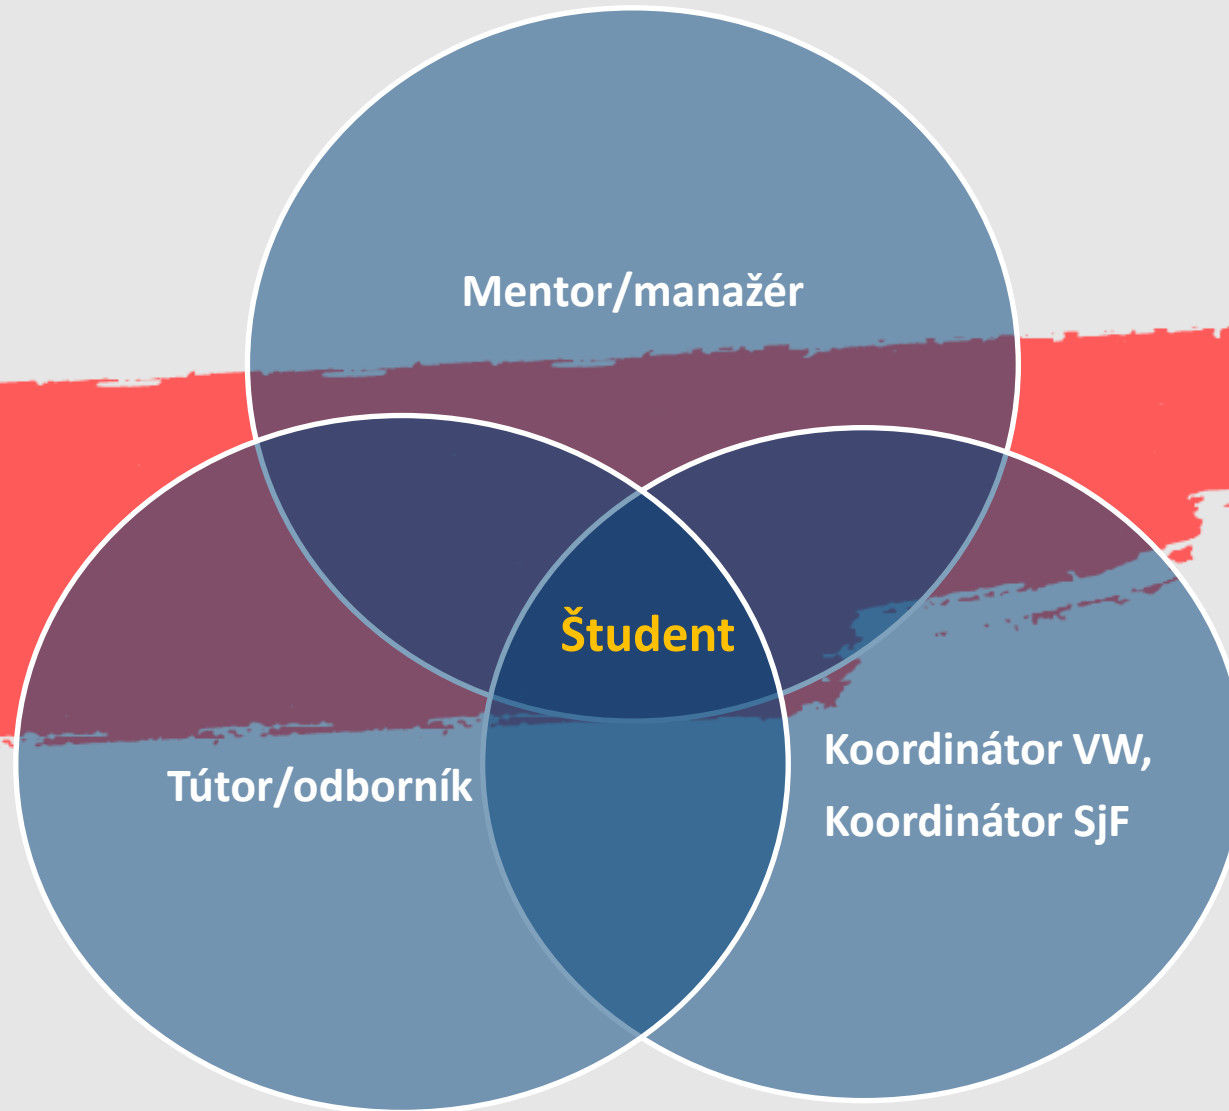 Mentor/manažér
Študent
Koordinátor VW,
Tútor/odborník
Koordinátor SjF